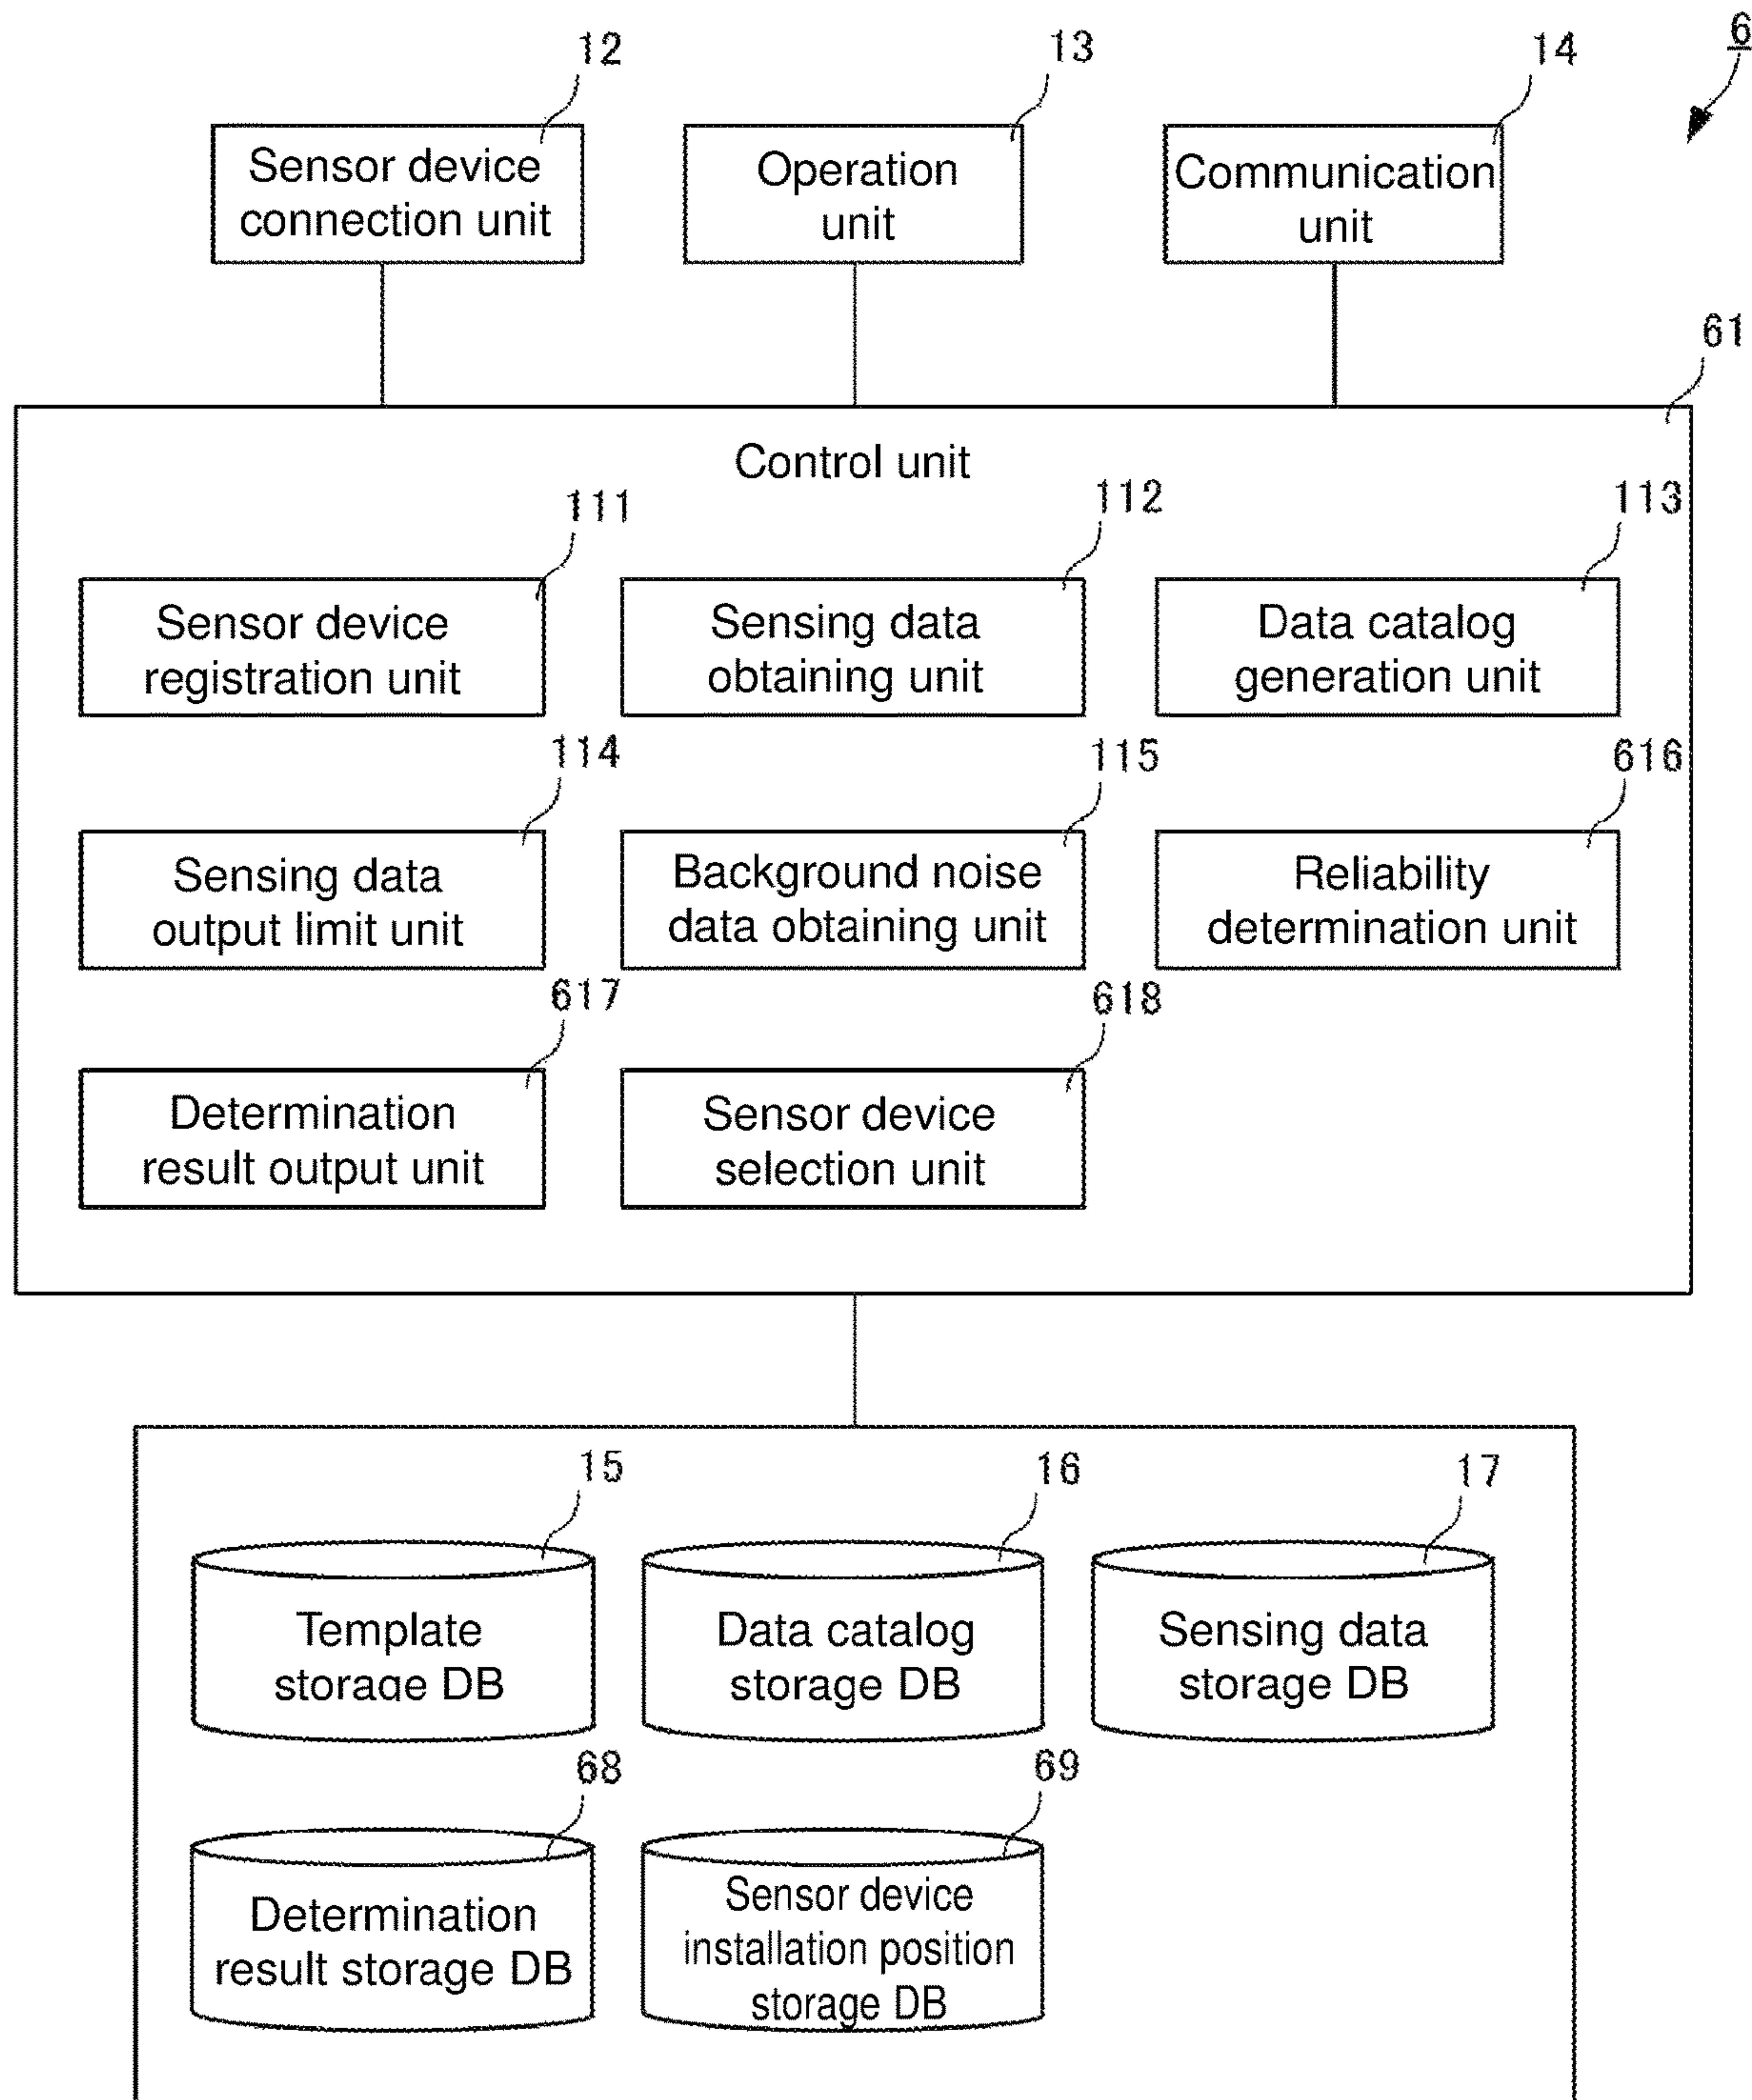 6
12
13
14
Sensor device
connection unit
Operation
unit
Communication
unit
61
Control unit
111
112
113
Sensor device
registration unit
Sensing data
obtaining unit
Data catalog
generation unit
114
115
616
Sensing data
output limit unit
Background noise
data obtaining unit
Reliability
determination unit
617
618
Determination
result output unit
Sensor device
selection unit
15
16
17
Template
storage DB
Data catalog
storage DB
Sensing data
storage DB
68
69
Determination
result storage DB
Sensor device
installation position
storage DB